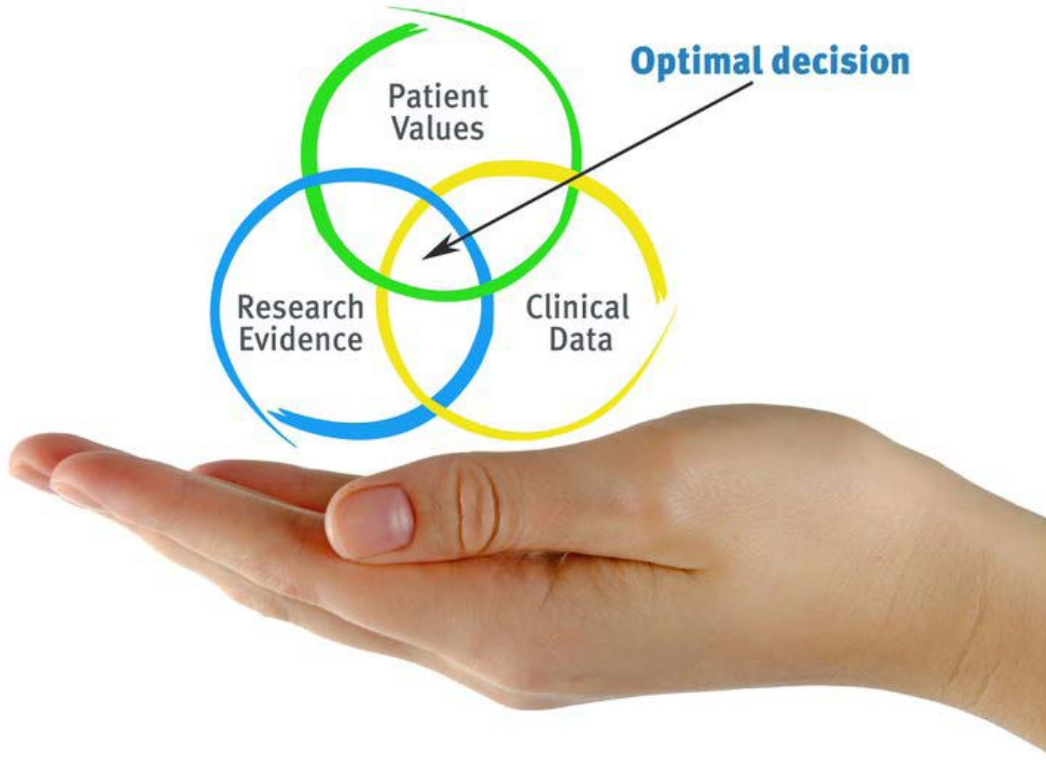 Optimal decision
Patient
Values
Research
Evidence
Clinical
Data